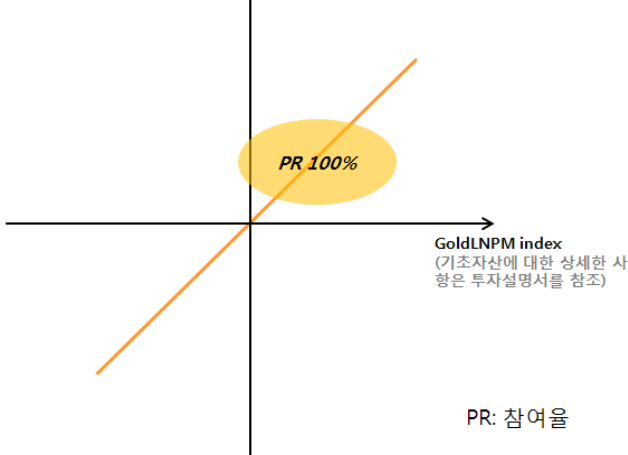 PR 100%
GoldLNPM index
(기초자산에 대한 상세한 사
항은 투자설명서를 참조)
PR: 참여율